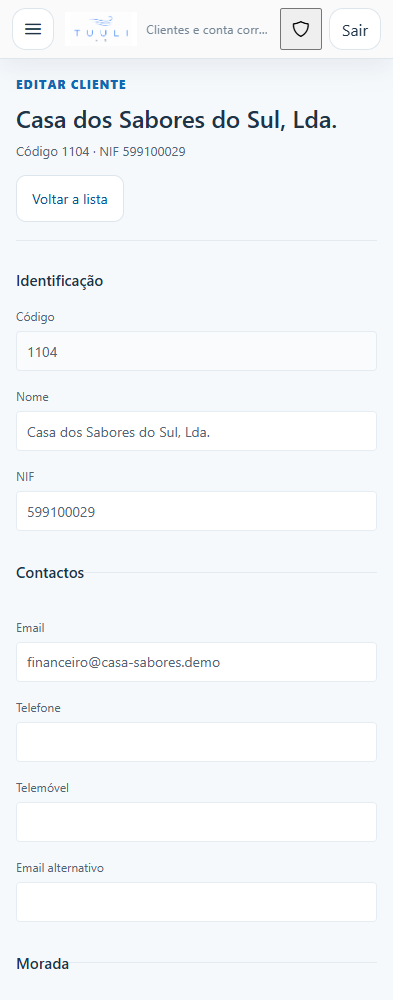 TUULI
Clientes e conta corr...
Sair
EDITAR CLIENTE
Casa dos Sabores do Sul, Lda.
Código 1104 · NIF 599100029
Voltar a lista
Identificação
Código
1104
Nome
Casa dos Sabores do Sul, Lda.
NIF
599100029
Contactos
Email
financeiro@casa-sabores.demo
Telefone
Telemóvel
Email alternativo
Morada